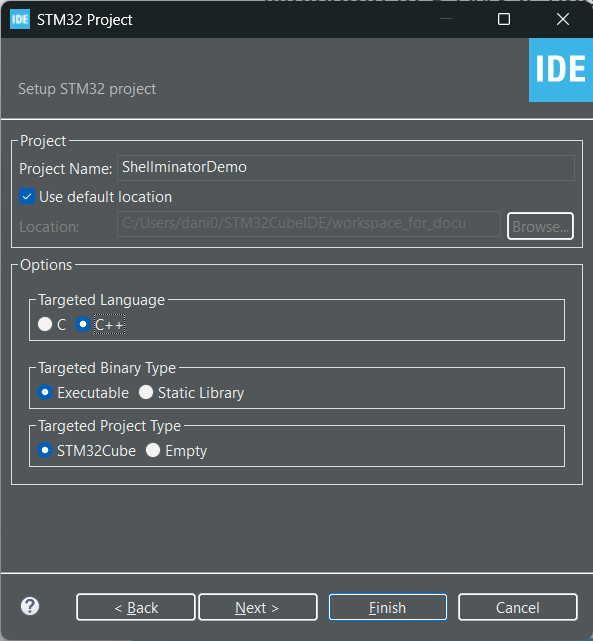 IDE STM32 Project
IDE
Setup STM32 project
Project
Project Name: ShellminatorDemo
Use default location
Location: C:/Users/dani0/STM32CubeIDE/workspace_for_docu Browse...
Options
Targeted Language
C C++
Targeted Binary Type
Executable Static Library
Targeted Project Type
STM32Cube Empty
? < Back Next > Finish Cancel